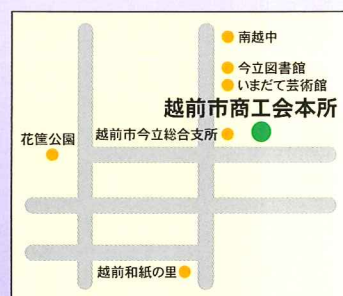 南越中
今立図書館
いまだて芸術館
越前市商工会本所
越前市今立総合支所
花筐公園
越前和紙の里